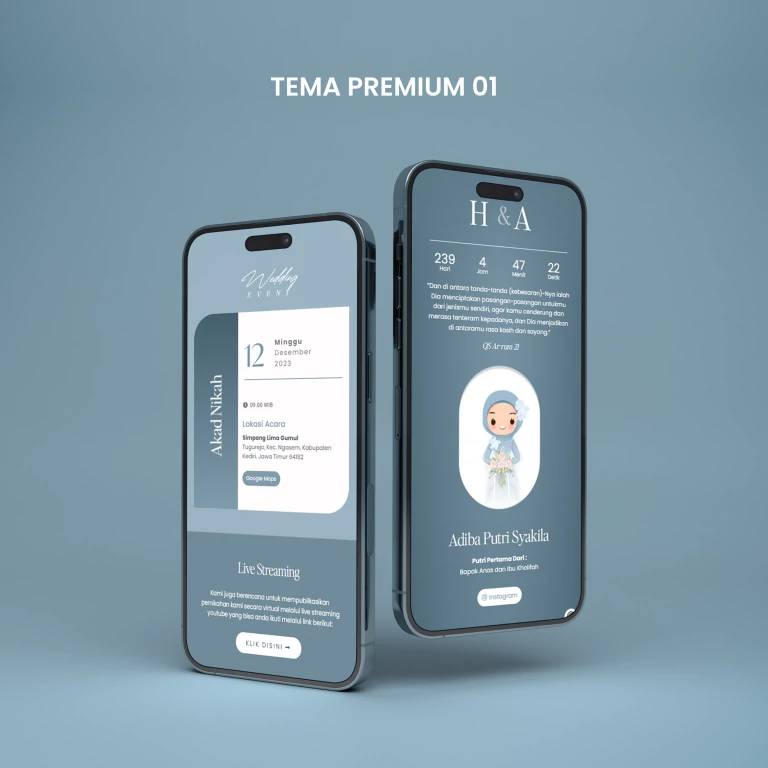 TEMA PREMIUM 01
Wedding
EVENT
Akad Nikah
12
Minggu
Desember
2023
09.00 WIB
Lokasi Acara
Simpang Lima Gumul
Tugurejo, Kec. Ngasem, Kabupaten
Kediri, Jawa Timur 64182
Google Maps
Live Streaming
Kami juga berencana untuk mempublikasikan
pernikahan kami secara virtual melalui live streaming
youtube yang bisa anda ikuti melalui link berikut:
KLIK DISINI
H & A
239 4 47 22
Hari Jam Menit Detik
"Dan di antara tanda-tanda (kebesaran)-Nya ialah
Dia menciptakan pasangan-pasangan untukmu
dari jenismu sendiri, agar kamu cenderung dan
merasa tenteram kepadanya, dan Dia menjadikan
di antaramu rasa kasih dan sayang."
QS Ar rum 21
Adiba Putri Syakila
Putri Pertama Dari :
Bapak Anas dan Ibu Kholifah
instagram